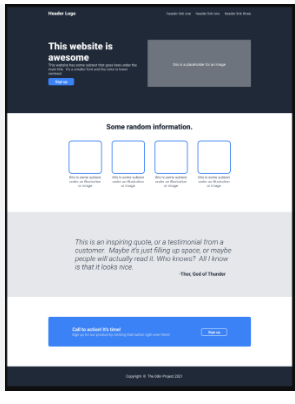 Header Logo
header link one header link two header link three
This website is
awesome
This website has some subtext that goes here under the
main title. It's a smaller font and the color is lower
contrast.
Sign up
this is a placeholder for an image
Some random information.
this is some subtext
under an illustration
or image
this is some subtext
under an illustration
or image
this is some subtext
under an illustration
or image
this is some subtext
under an illustration
or image
This is an inspiring quote, or a testimonial from a
customer. Maybe it's just filling up space, or maybe
people will actually read it. Who knows? All I know
is that it looks nice.
-Thor, God of Thunder
Call to action! It's time!
Sign up for our product by clicking that button right over there!
Sign up
Copyright © The Odin Project 2021